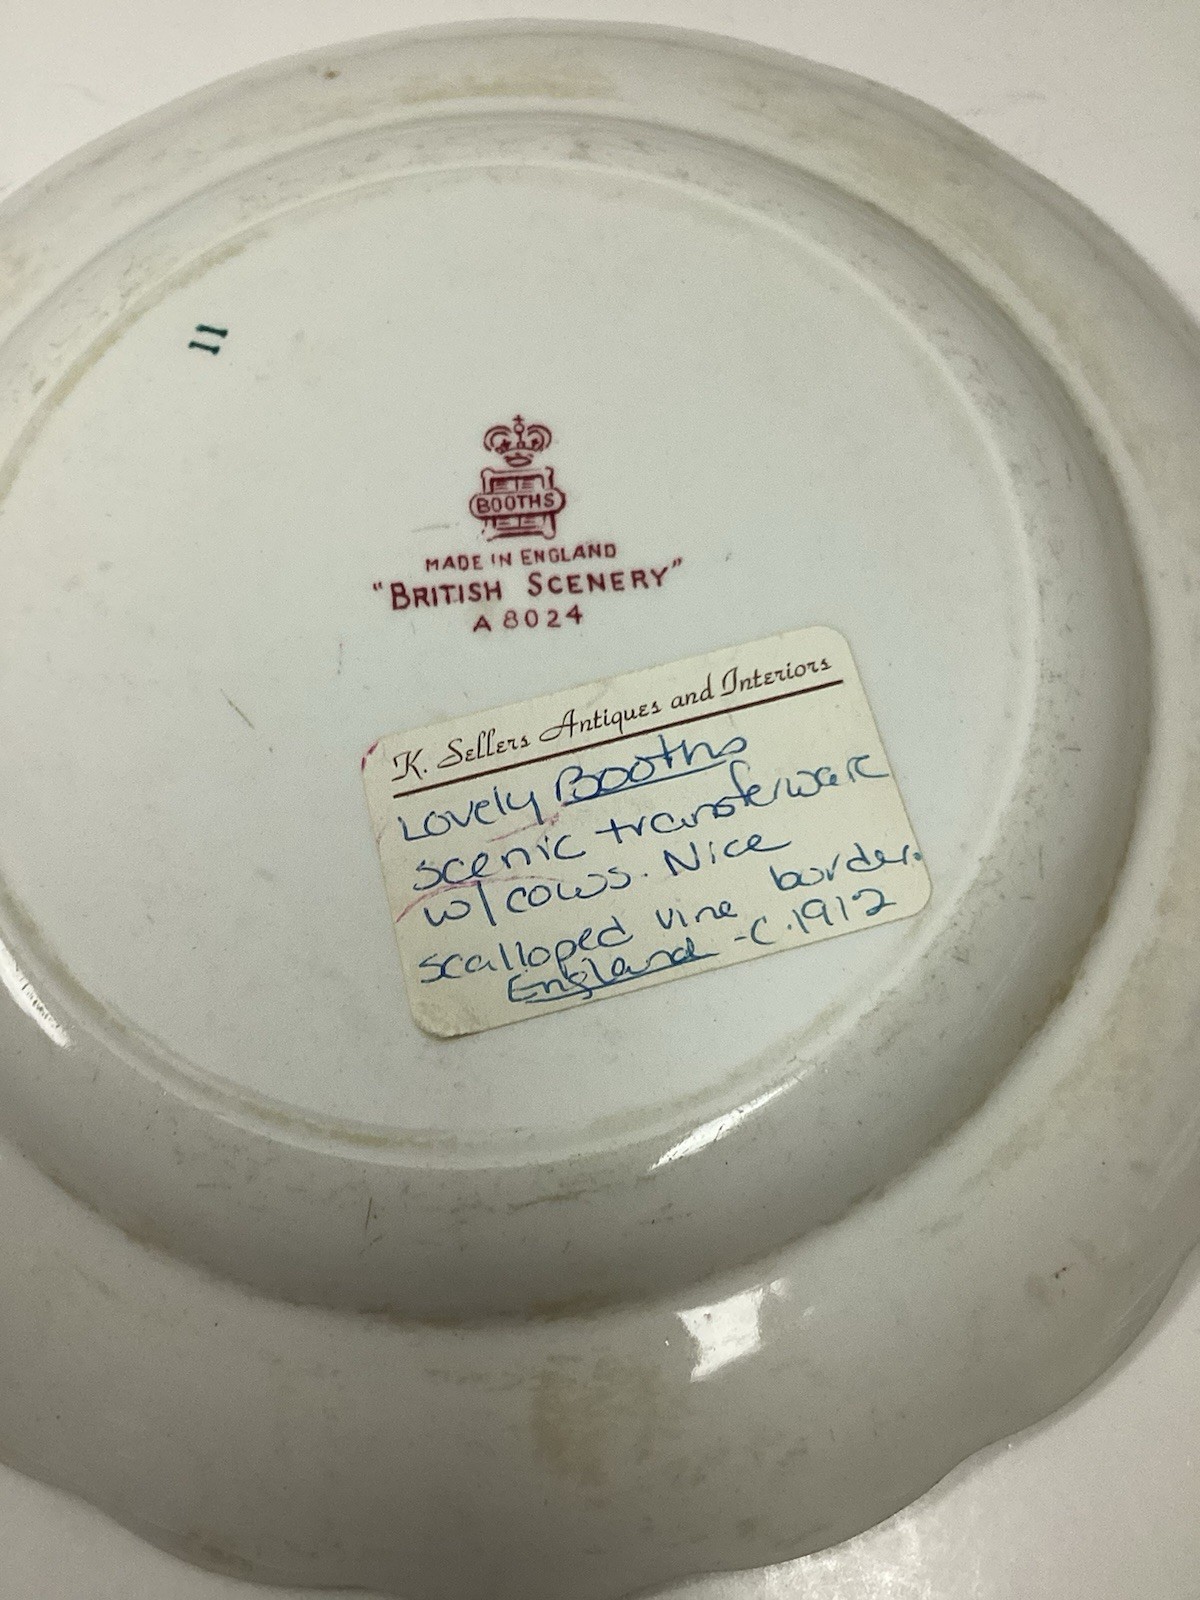 11
BOOTHS
MADE IN ENGLAND
"BRITISH SCENERY"
A 8024
K. Sellers Antiques and Interiors
Lovely Booths
scenic transferware
w/cows. Nice
scalloped vine border.
England -C.1912